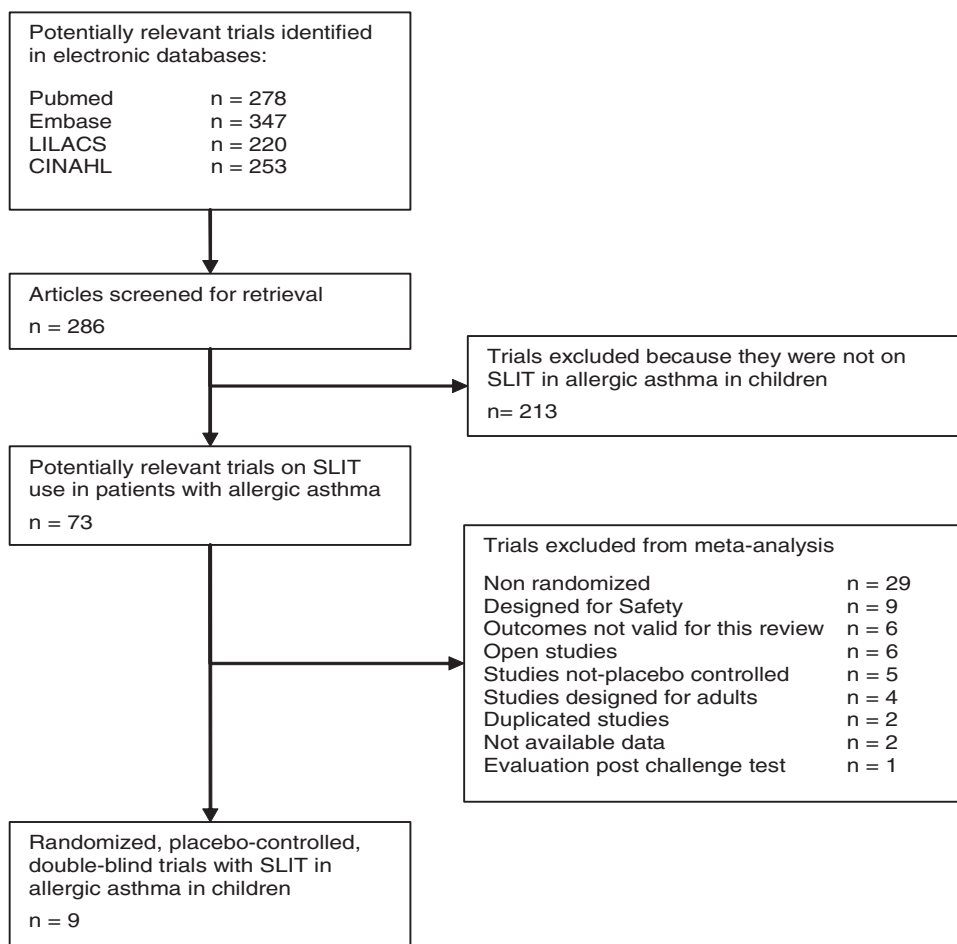 Potentially relevant trials identified
in electronic databases:
Pubmed n = 278
Embase n = 347
LILACS n = 220
CINAHL n = 253
Articles screened for retrieval
n = 286
Trials excluded because they were not on
SLIT in allergic asthma in children
n= 213
Potentially relevant trials on SLIT
use in patients with allergic asthma
n = 73
Trials excluded from meta-analysis
Non randomized n = 29
Designed for Safety n = 9
Outcomes not valid for this review n = 6
Open studies n = 6
Studies not-placebo controlled n = 5
Studies designed for adults n = 4
Duplicated studies n = 2
Not available data n = 2
Evaluation post challenge test n = 1
Randomized, placebo-controlled,
double-blind trials with SLIT in
allergic asthma in children
n = 9